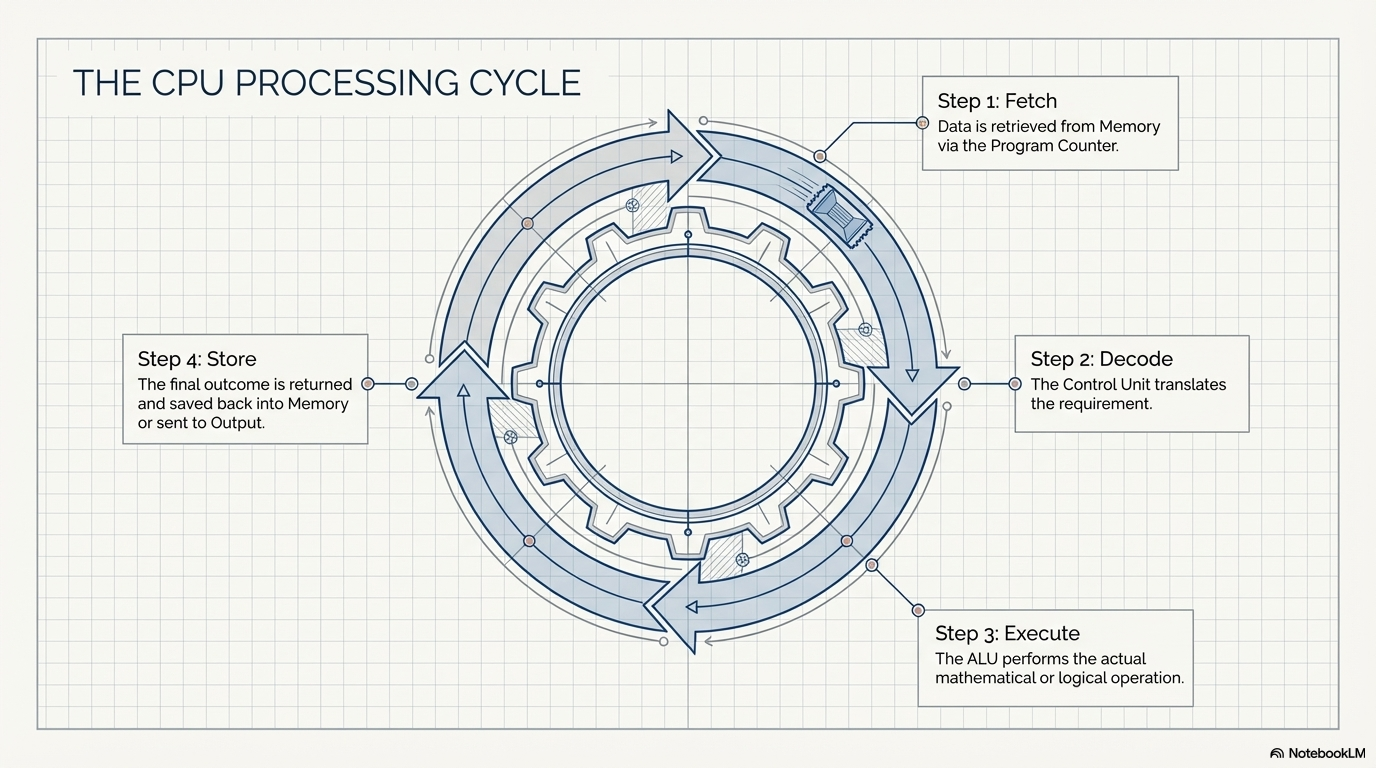 THE CPU PROCESSING CYCLE
Step 1: Fetch
Data is retrieved from Memory
via the Program Counter.
Step 2: Decode
The Control Unit translates
the requirement.
Step 3: Execute
The ALU performs the actual
mathematical or logical operation.
Step 4: Store
The final outcome is returned
and saved back into Memory
or sent to Output.
NotebookLM